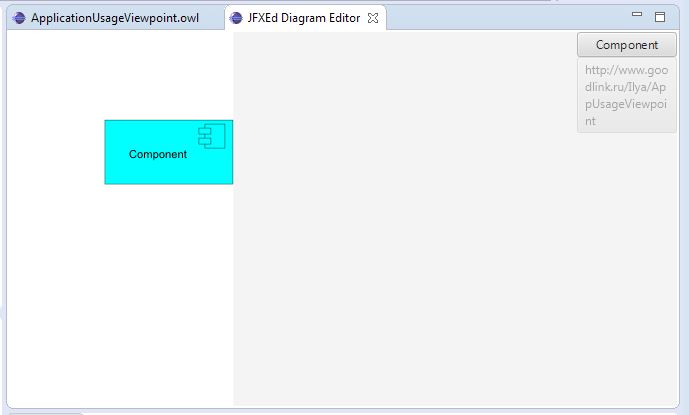 ApplicationUsageViewpoint.owl
JFXEd Diagram Editor
Component
http://www.goo
dlink.ru/Ilya/Ap
pUsageViewpoi
nt
Component